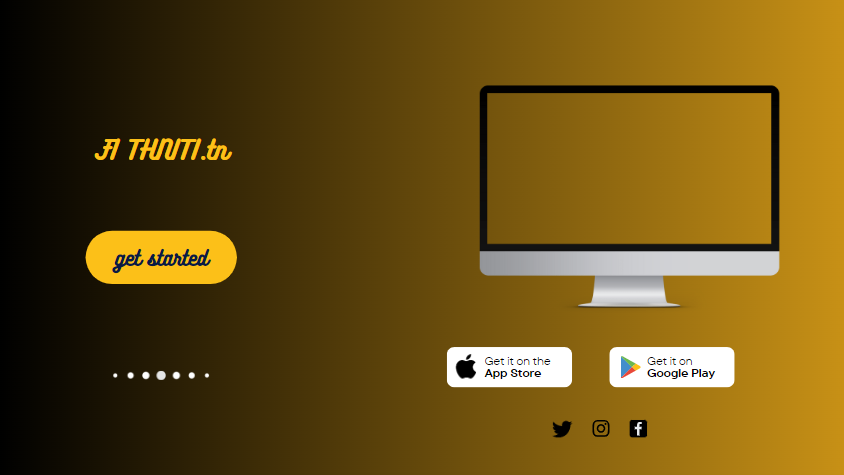 A THNITI.tn
get started
Get it on the
App Store
Get it on
Google Play